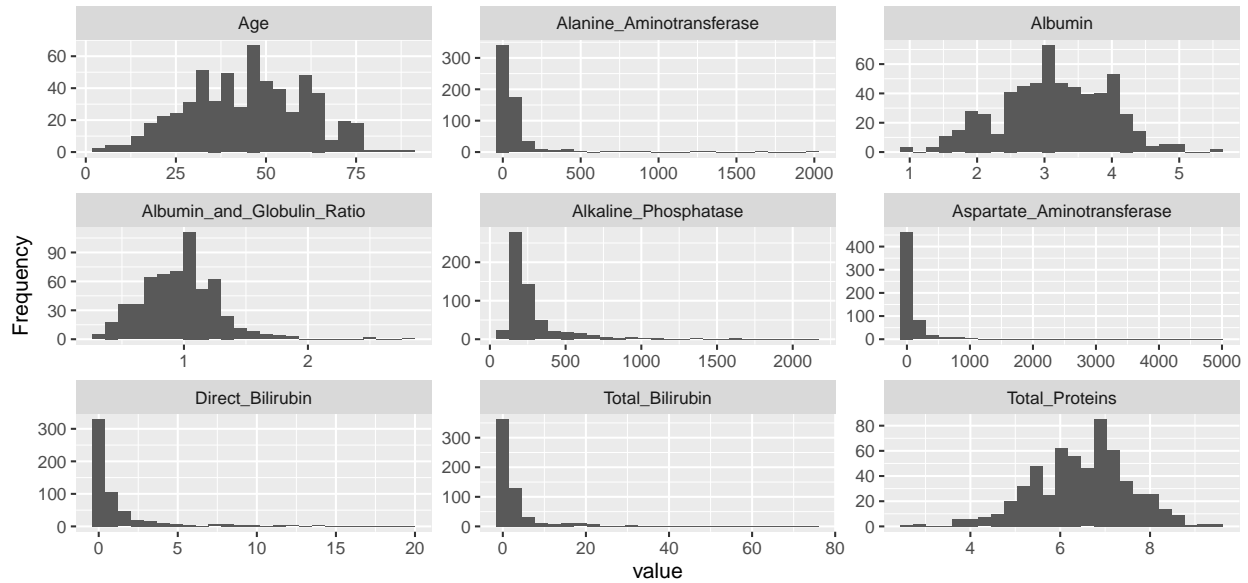 Age
Alanine_Aminotransferase
Albumin
60
40
20
0
0 25 50 75
300
200
100
0
0 500 1000 1500 2000
60
40
20
0
1 2 3 4 5
Albumin_and_Globulin_Ratio
Alkaline_Phosphatase
Aspartate_Aminotransferase
Frequency
90
60
30
0
1 2
200
100
0
0 500 1000 1500 2000
400
300
200
100
0
0 1000 2000 3000 4000 5000
Direct_Bilirubin
Total_Bilirubin
Total_Proteins
300
200
100
0
0 5 10 15 20
300
200
100
0
0 20 40 60 80
80
60
40
20
0
4 6 8
value